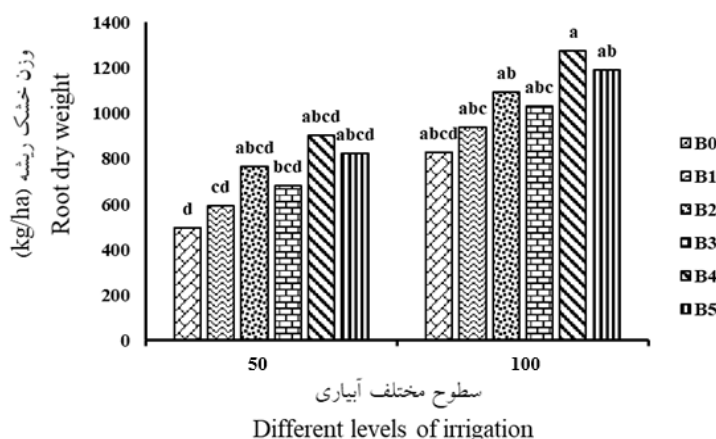 وزن خشک ریشه (kg/ha)
Root dry weight
1400
1200
1000
800
600
400
200
0
d
cd
abcd
bcd
abcd
abcd
abcd
abc
ab
abc
a
ab
50
100
سطوح مختلف آبیاری
Different levels of irrigation
B0
B1
B2
B3
B4
B5